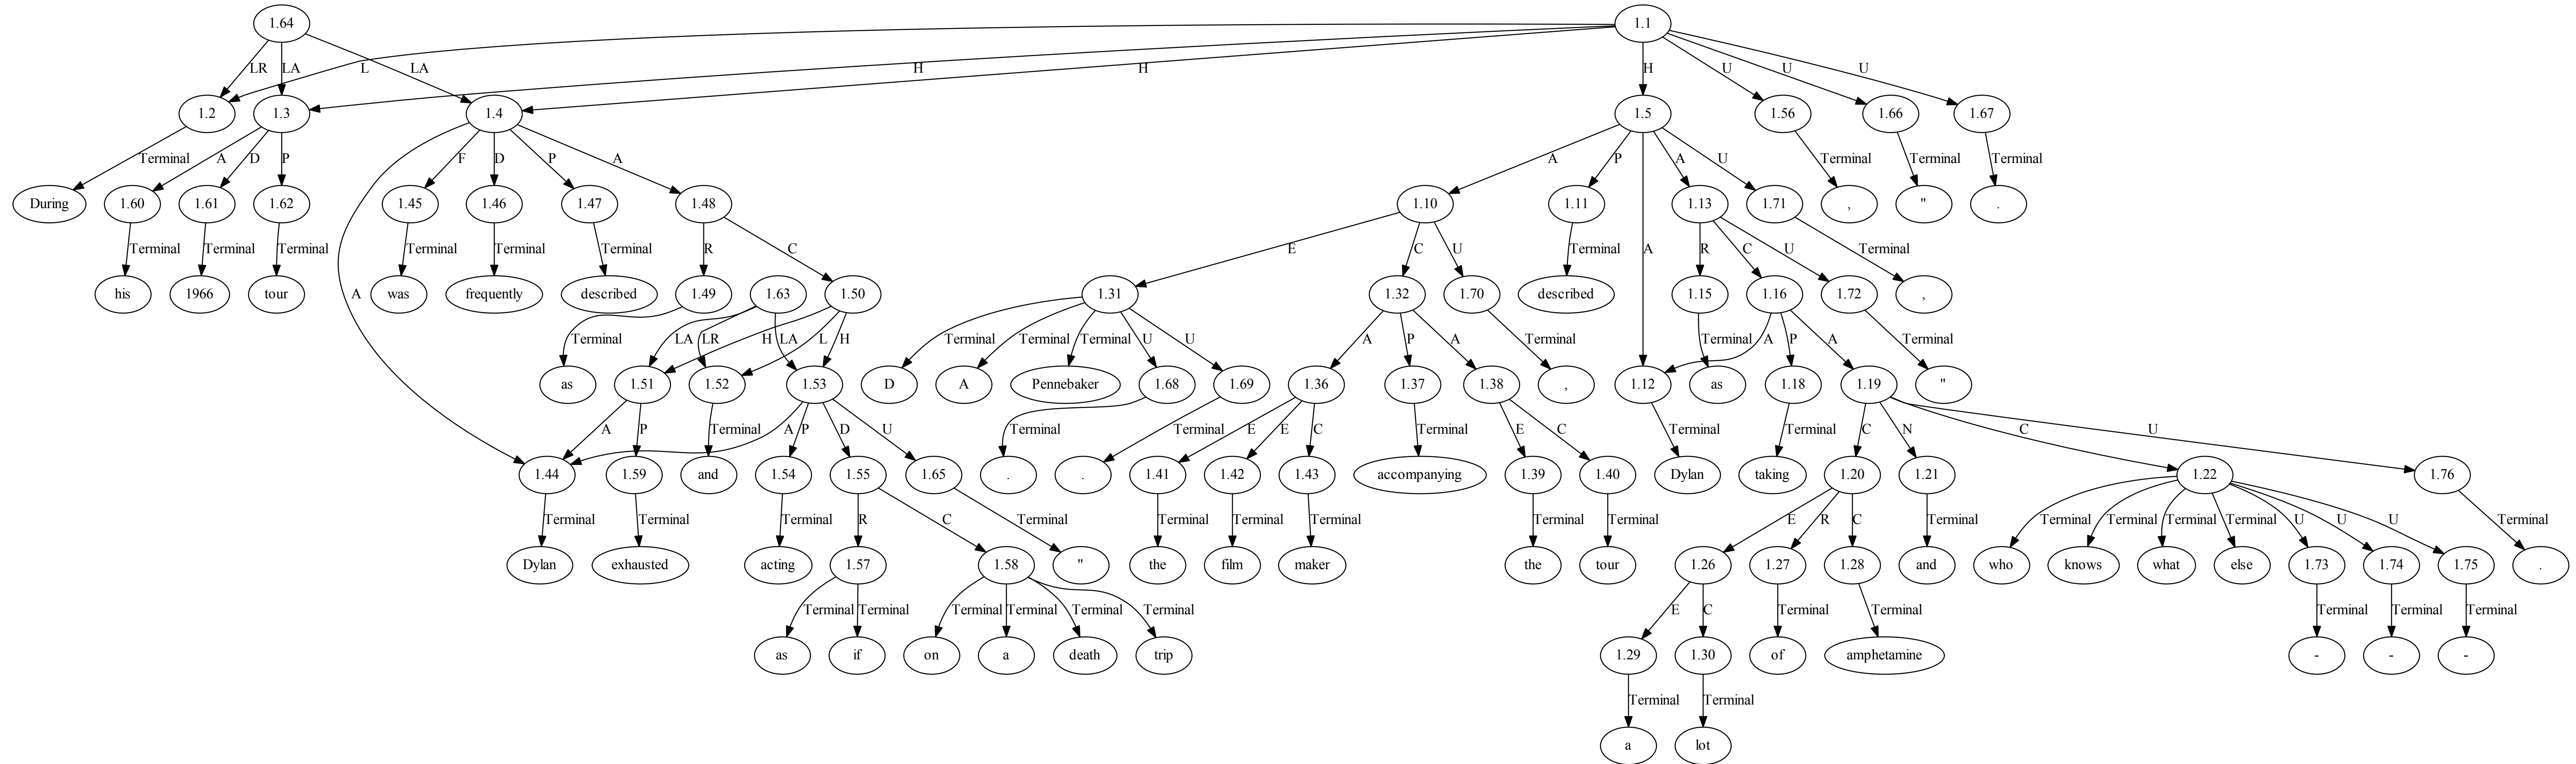 1.64 1.1
LR LA LA L H H H U U U
1.2 1.3 1.4 1.5 1.56 1.66 1.67
Terminal A D P F D P A A P A A U Terminal Terminal Terminal
During 1.60 1.61 1.62 1.45 1.46 1.47 1.48 1.10 1.11 1.13 1.71 , " .
Terminal Terminal Terminal Terminal Terminal Terminal R C E C U Terminal R C U Terminal
his 1966 tour A was frequently described 1.49 1.63 1.50 1.31 1.32 1.70 described 1.15 1.16 1.72 ,
Terminal LA LR LA H L H Terminal Terminal Terminal U U A P A Terminal Terminal A P A Terminal
as 1.51 1.52 1.53 D A Pennebaker 1.68 1.69 1.36 1.37 1.38 , 1.12 as 1.18 1.19 "
A P Terminal A P D U Terminal Terminal E E C Terminal E C Terminal Terminal C N C U
1.44 1.59 and 1.54 1.55 1.65 . . 1.41 1.42 1.43 accompanying 1.39 1.40 Dylan taking 1.20 1.21 1.22 1.76
Terminal Terminal Terminal R C Terminal Terminal Terminal Terminal Terminal Terminal E R C Terminal Terminal Terminal Terminal Terminal U U U Terminal
Dylan exhausted acting 1.57 1.58 " the film maker the tour 1.26 1.27 1.28 and who knows what else 1.73 1.74 1.75 .
Terminal Terminal Terminal Terminal Terminal Terminal E C Terminal Terminal Terminal Terminal Terminal
as if on a death trip 1.29 1.30 of amphetamine - - -
Terminal Terminal
a lot